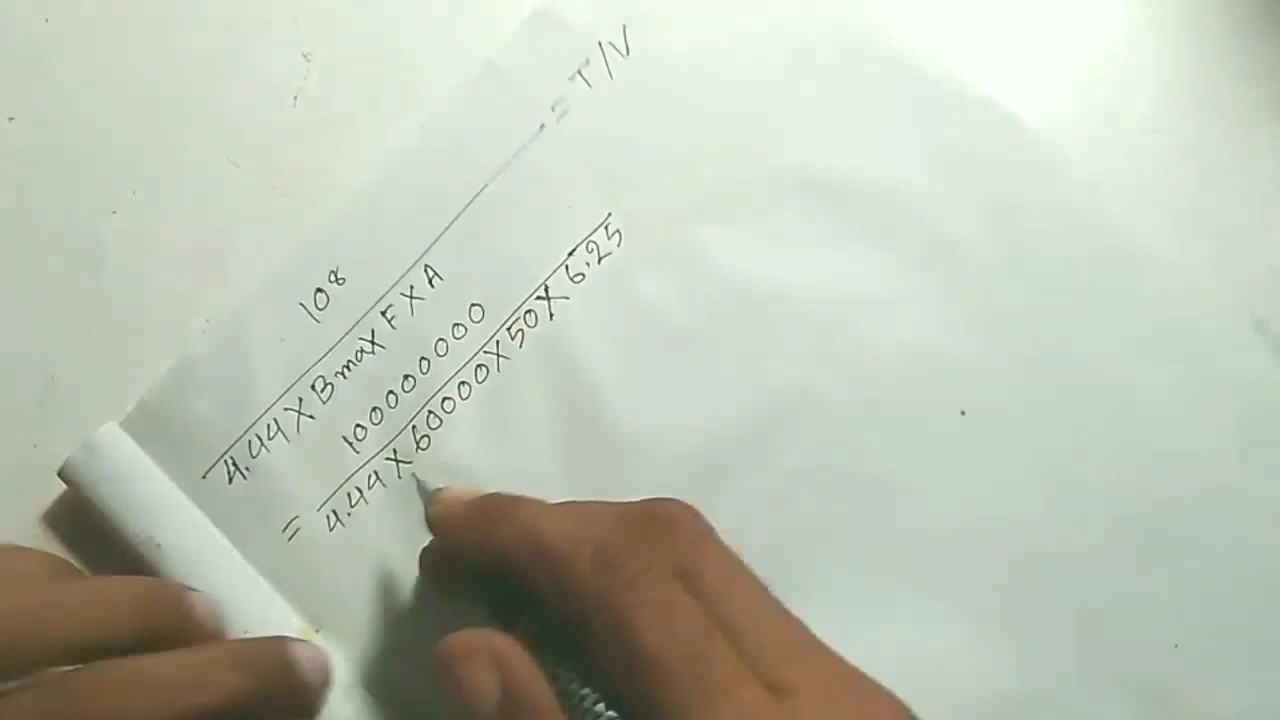 108
4.44 X Bmax X F X A = T/V
100000000
= 4.44 X 60000 X 50 X 6.25